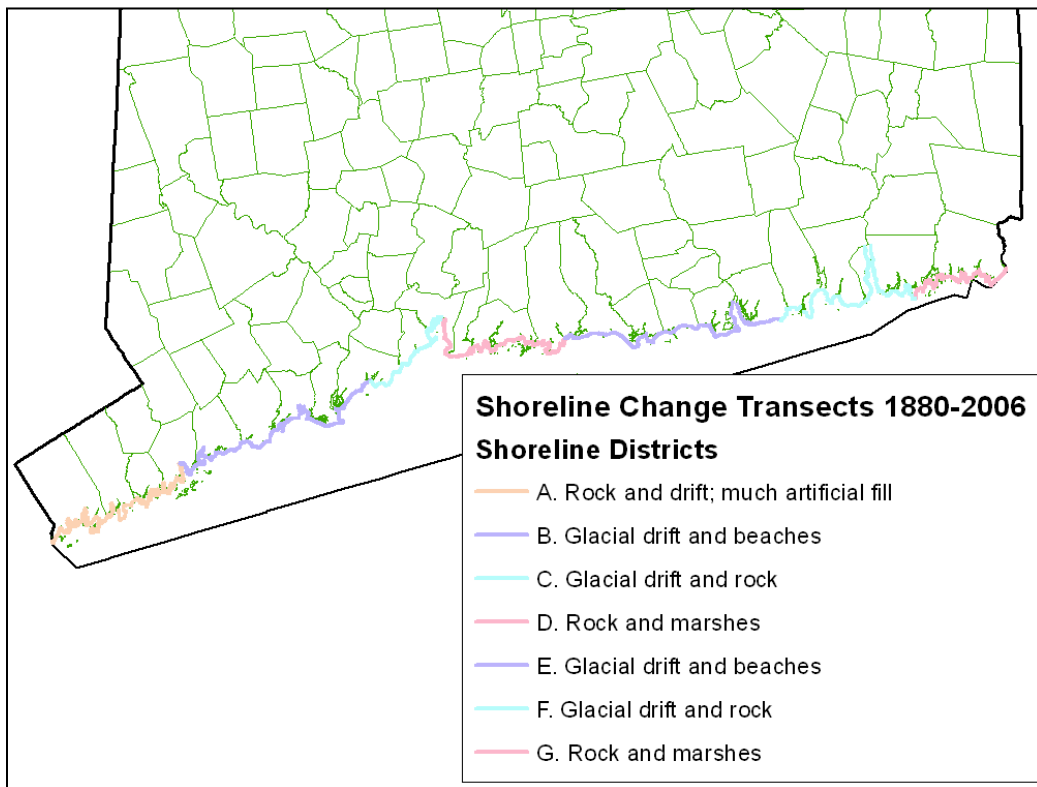 Shoreline Change Transects 1880-2006
Shoreline Districts
A. Rock and drift; much artificial fill
B. Glacial drift and beaches
C. Glacial drift and rock
D. Rock and marshes
E. Glacial drift and beaches
F. Glacial drift and rock
G. Rock and marshes